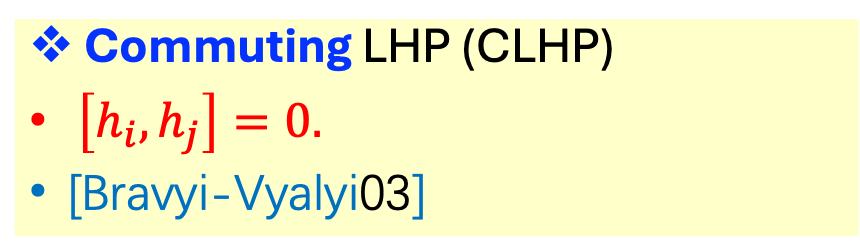 ❖ Commuting LHP (CLHP)
• [hᵢ, hⱼ] = 0.
• [Bravyi-Vyalyi03]